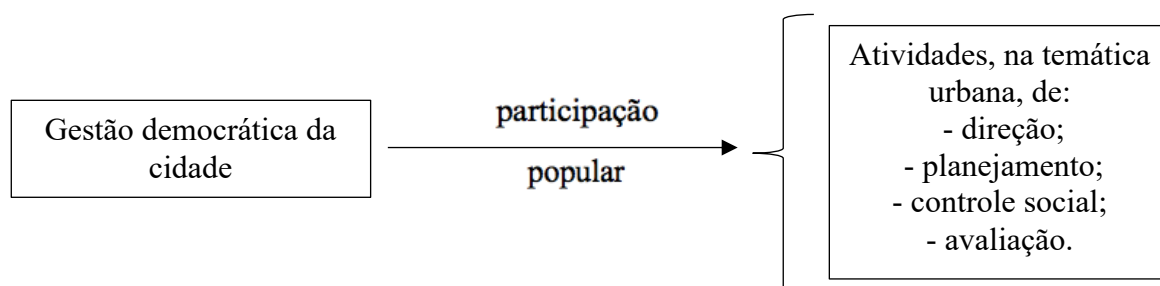 Gestão democrática da
cidade
participação
popular
Atividades, na temática
urbana, de:
- direção;
- planejamento;
- controle social;
- avaliação.